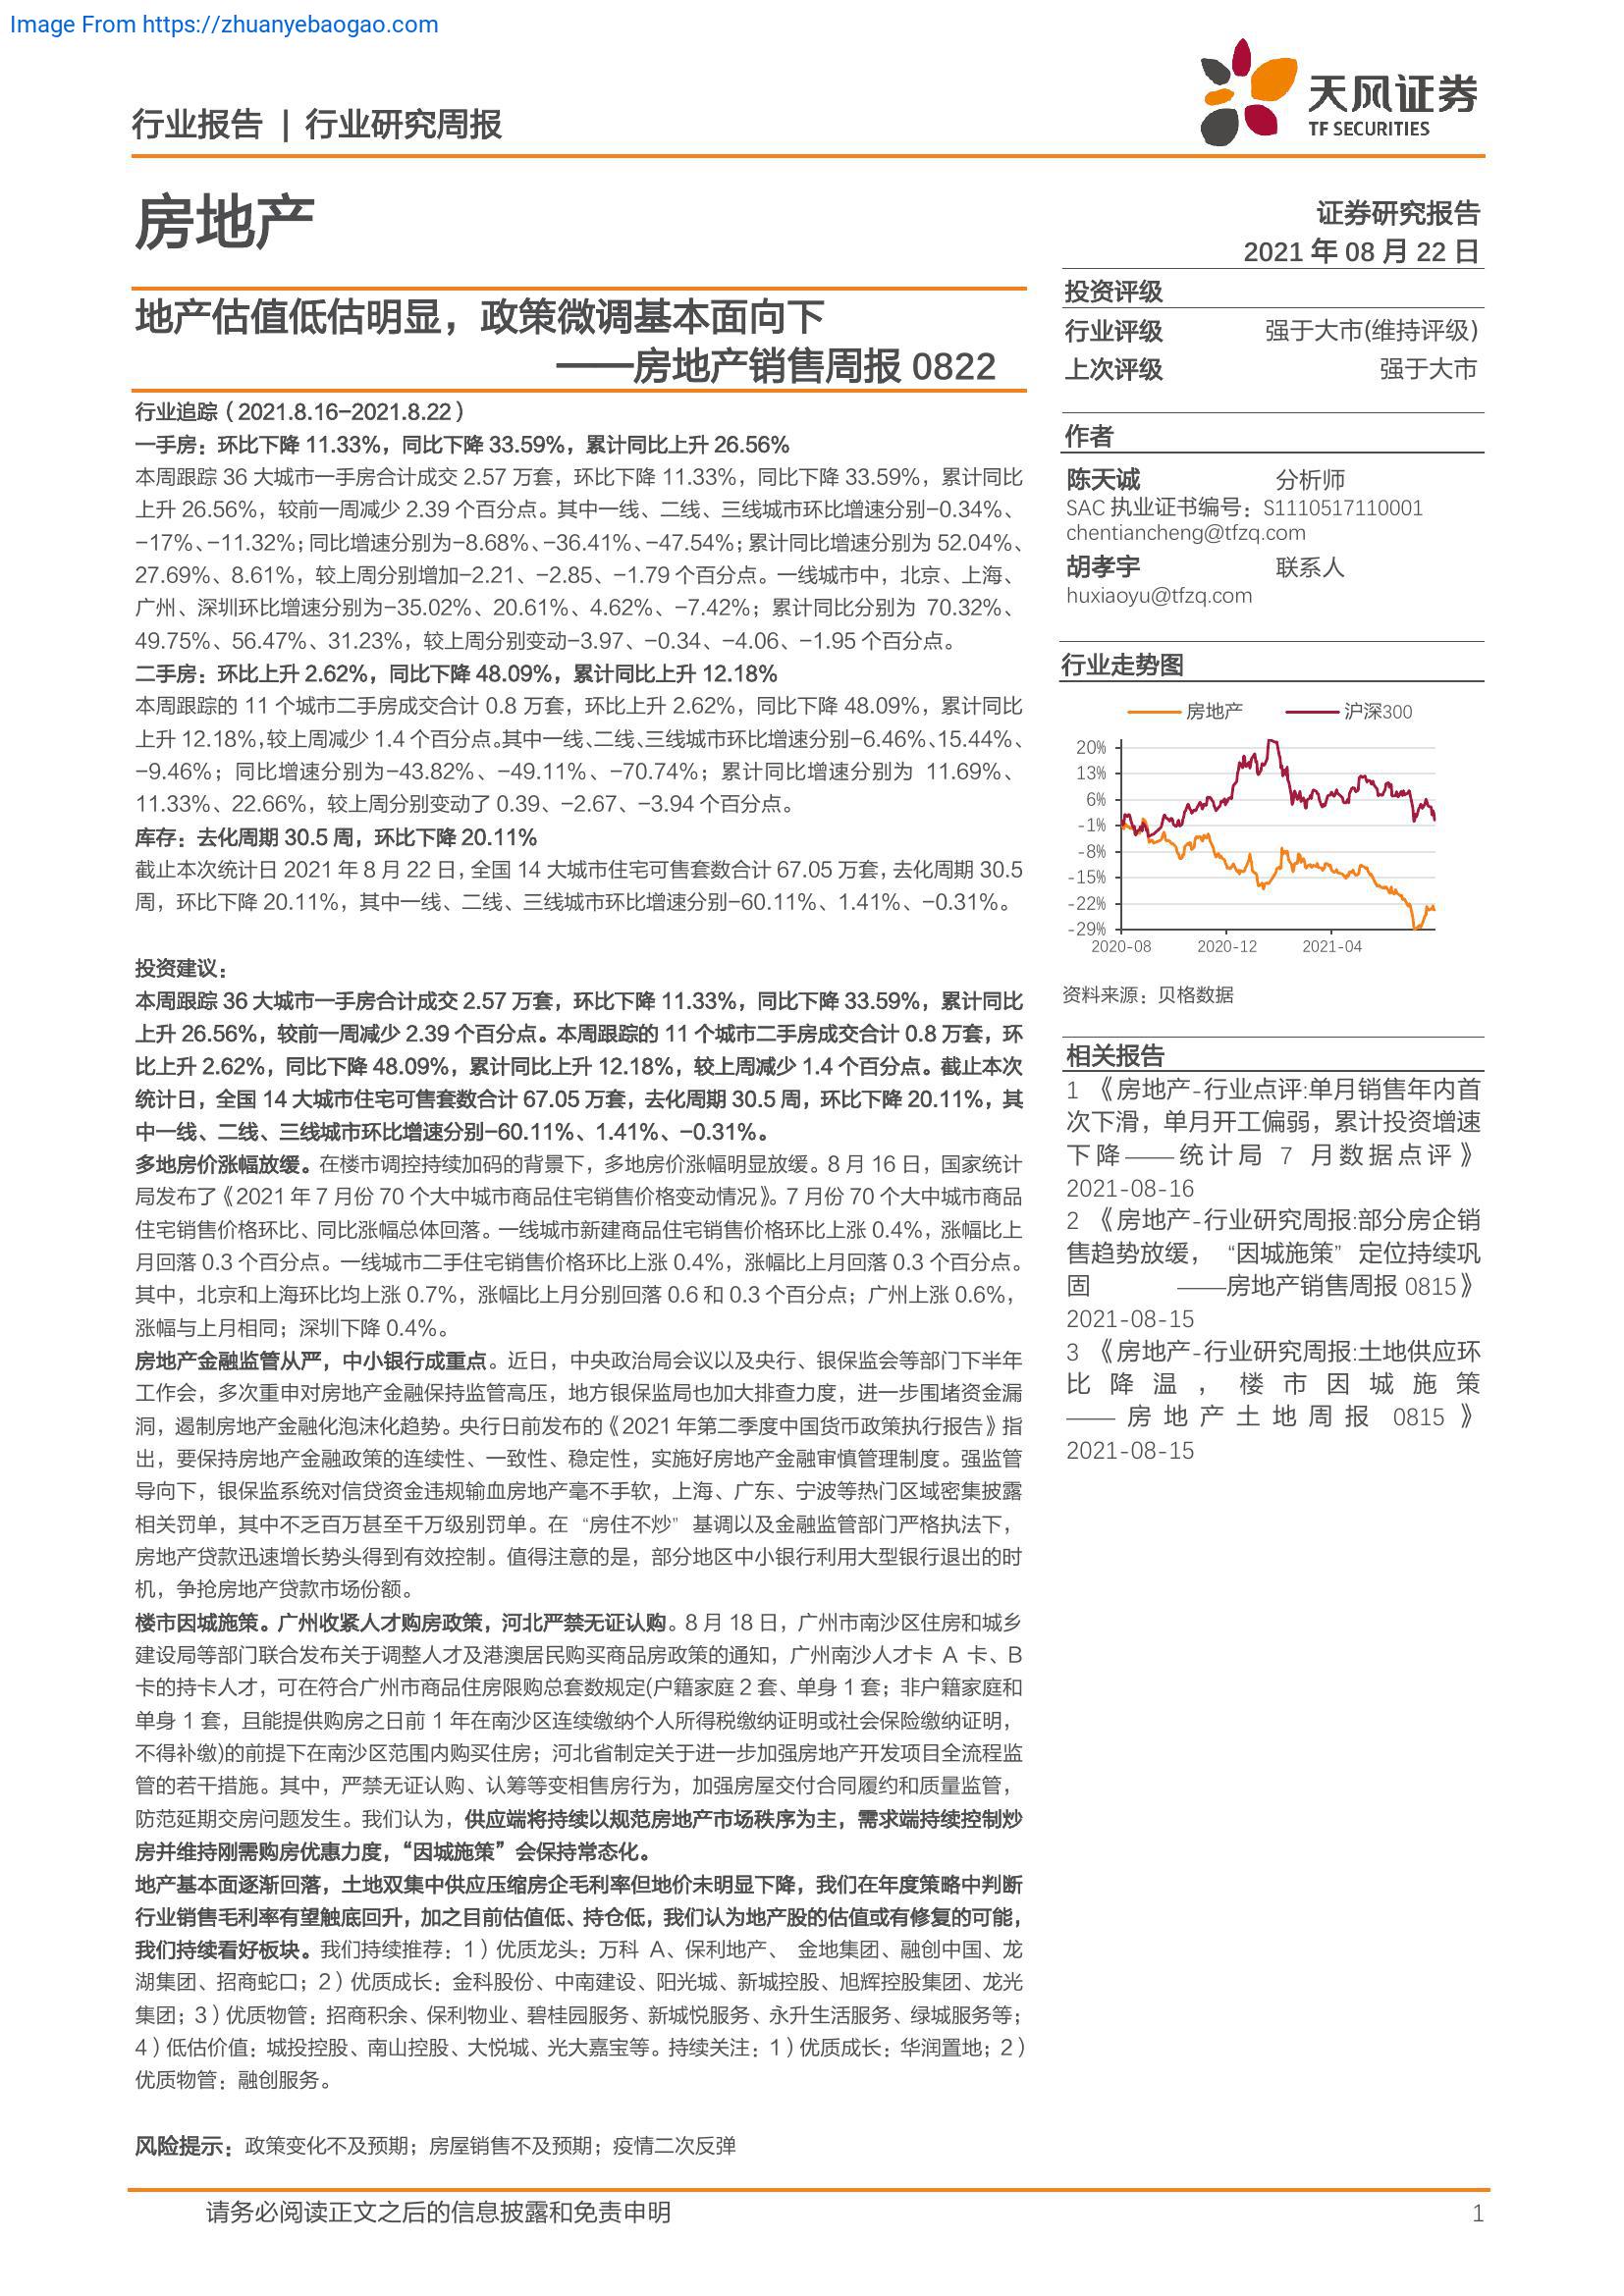 Image From https://zhuanyebaogao.com
天风证券
TF SECURITIES
行业报告 | 行业研究周报
房地产
证券研究报告
2021 年 08 月 22 日
地产估值低估明显，政策微调基本面向下
——房地产销售周报 0822
行业追踪（2021.8.16-2021.8.22）
一手房：环比下降 11.33%，同比下降 33.59%，累计同比上升 26.56%
本周跟踪 36 大城市一手房合计成交 2.57 万套，环比下降 11.33%，同比下降 33.59%，累计同比
上升 26.56%，较前一周减少 2.39 个百分点。其中一线、二线、三线城市环比增速分别-0.34%、
-17%、-11.32%；同比增速分别为-8.68%、-36.41%、-47.54%；累计同比增速分别为 52.04%、
27.69%、8.61%，较上周分别增加-2.21、-2.85、-1.79 个百分点。一线城市中，北京、上海、
广州、深圳环比增速分别为-35.02%、20.61%、4.62%、-7.42%；累计同比分别为 70.32%、
49.75%、56.47%、31.23%，较上周分别变动-3.97、-0.34、-4.06、-1.95 个百分点。
二手房：环比上升 2.62%，同比下降 48.09%，累计同比上升 12.18%
本周跟踪的 11 个城市二手房成交合计 0.8 万套，环比上升 2.62%，同比下降 48.09%，累计同比
上升 12.18%，较上周减少 1.4 个百分点。其中一线、二线、三线城市环比增速分别-6.46%、15.44%、
-9.46%；同比增速分别为-43.82%、-49.11%、-70.74%；累计同比增速分别为 11.69%、
11.33%、22.66%，较上周分别变动了 0.39、-2.67、-3.94 个百分点。
库存：去化周期 30.5 周，环比下降 20.11%
截止本次统计日 2021 年 8 月 22 日，全国 14 大城市住宅可售套数合计 67.05 万套，去化周期 30.5
周，环比下降 20.11%，其中一线、二线、三线城市环比增速分别-60.11%、1.41%、-0.31%。
投资建议：
本周跟踪 36 大城市一手房合计成交 2.57 万套，环比下降 11.33%，同比下降 33.59%，累计同比
上升 26.56%，较前一周减少 2.39 个百分点。本周跟踪的 11 个城市二手房成交合计 0.8 万套，环
比上升 2.62%，同比下降 48.09%，累计同比上升 12.18%，较上周减少 1.4 个百分点。截止本次
统计日，全国 14 大城市住宅可售套数合计 67.05 万套，去化周期 30.5 周，环比下降 20.11%，其
中一线、二线、三线城市环比增速分别-60.11%、1.41%、-0.31%。
多地房价涨幅放缓。在楼市调控持续加码的背景下，多地房价涨幅明显放缓。8 月 16 日，国家统计
局发布了《2021 年 7 月份 70 个大中城市商品住宅销售价格变动情况》。7 月份 70 个大中城市商品
住宅销售价格环比、同比涨幅总体回落。一线城市新建商品住宅销售价格环比上涨 0.4%，涨幅比上
月回落 0.3 个百分点。一线城市二手住宅销售价格环比上涨 0.4%，涨幅比上月回落 0.3 个百分点。
其中，北京和上海环比均上涨 0.7%，涨幅比上月分别回落 0.6 和 0.3 个百分点；广州上涨 0.6%，
涨幅与上月相同；深圳下降 0.4%。
房地产金融监管从严，中小银行成重点。近日，中央政治局会议以及央行、银保监会等部门下半年
工作会，多次重申对房地产金融保持监管高压，地方银保监局也加大排查力度，进一步围堵资金漏
洞，遏制房地产金融化泡沫化趋势。央行日前发布的《2021 年第二季度中国货币政策执行报告》指
出，要保持房地产金融政策的连续性、一致性、稳定性，实施好房地产金融审慎管理制度。强监管
导向下，银保监系统对信贷资金违规输血房地产毫不手软，上海、广东、宁波等热门区域密集披露
相关罚单，其中不乏百万甚至千万级别罚单。在 “房住不炒” 基调以及金融监管部门严格执法下，
房地产贷款迅速增长势头得到有效控制。值得注意的是，部分地区中小银行利用大型银行退出的时
机，争抢房地产贷款市场份额。
楼市因城施策。广州收紧人才购房政策，河北严禁无证认购。8 月 18 日，广州市南沙区住房和城乡
建设局等部门联合发布关于调整人才及港澳居民购买商品房政策的通知，广州南沙人才卡 A 卡、B
卡的持卡人才，可在符合广州市商品住房限购总套数规定(户籍家庭 2 套、单身 1 套；非户籍家庭和
单身 1 套，且能提供购房之日前 1 年在南沙区连续缴纳个人所得税缴纳证明或社会保险缴纳证明，
不得补缴)的前提下在南沙区范围内购买住房；河北省制定关于进一步加强房地产开发项目全流程监
管的若干措施。其中，严禁无证认购、认筹等变相售房行为，加强房屋交付合同履约和质量监管，
防范延期交房问题发生。我们认为，供应端将持续以规范房地产市场秩序为主，需求端持续控制炒
房并维持刚需购房优惠力度，“因城施策”会保持常态化。
地产基本面逐渐回落，土地双集中供应压缩房企毛利率但地价未明显下降，我们在年度策略中判断
行业销售毛利率有望触底回升，加之目前估值低、持仓低，我们认为地产股的估值或有修复的可能，
我们持续看好板块。我们持续推荐：1）优质龙头：万科 A、保利地产、 金地集团、融创中国、龙
湖集团、招商蛇口；2）优质成长：金科股份、中南建设、阳光城、新城控股、旭辉控股集团、龙光
集团；3）优质物管：招商积余、保利物业、碧桂园服务、新城悦服务、永升生活服务、绿城服务等；
4）低估价值：城投控股、南山控股、大悦城、光大嘉宝等。持续关注：1）优质成长：华润置地；2）
优质物管：融创服务。
风险提示：政策变化不及预期；房屋销售不及预期；疫情二次反弹
投资评级
行业评级 强于大市(维持评级)
上次评级 强于大市
作者
陈天诚 分析师
SAC 执业证书编号：S1110517110001
chentiancheng@tfzq.com
胡孝宇 联系人
huxiaoyu@tfzq.com
行业走势图
房地产 沪深300
20%
13%
6%
-1%
-8%
-15%
-22%
-29%
2020-08 2020-12 2021-04
资料来源：贝格数据
相关报告
1 《房地产-行业点评:单月销售年内首
次下滑，单月开工偏弱，累计投资增速
下降——统计局 7 月数据点评》
2021-08-16
2 《房地产-行业研究周报:部分房企销
售趋势放缓， “因城施策” 定位持续巩
固 ——房地产销售周报 0815》
2021-08-15
3 《房地产-行业研究周报:土地供应环
比降温，楼市因城施策
——房地产土地周报 0815》
2021-08-15
请务必阅读正文之后的信息披露和免责申明 1